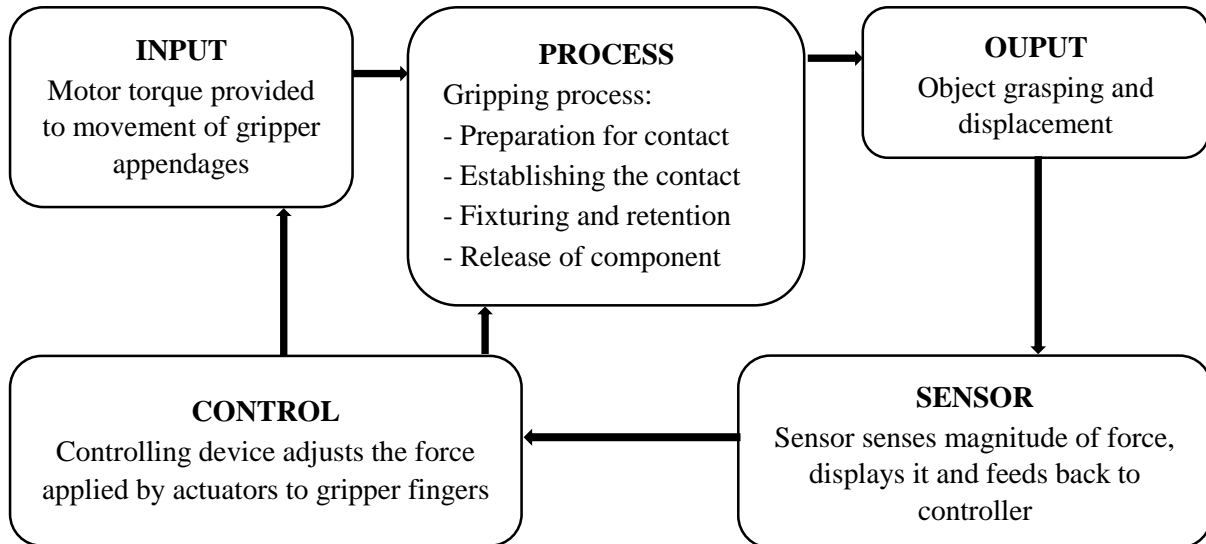 INPUT
Motor torque provided
to movement of gripper
appendages
PROCESS
Gripping process:
- Preparation for contact
- Establishing the contact
- Fixturing and retention
- Release of component
OUPUT
Object grasping and
displacement
CONTROL
Controlling device adjusts the force
applied by actuators to gripper fingers
SENSOR
Sensor senses magnitude of force,
displays it and feeds back to
controller